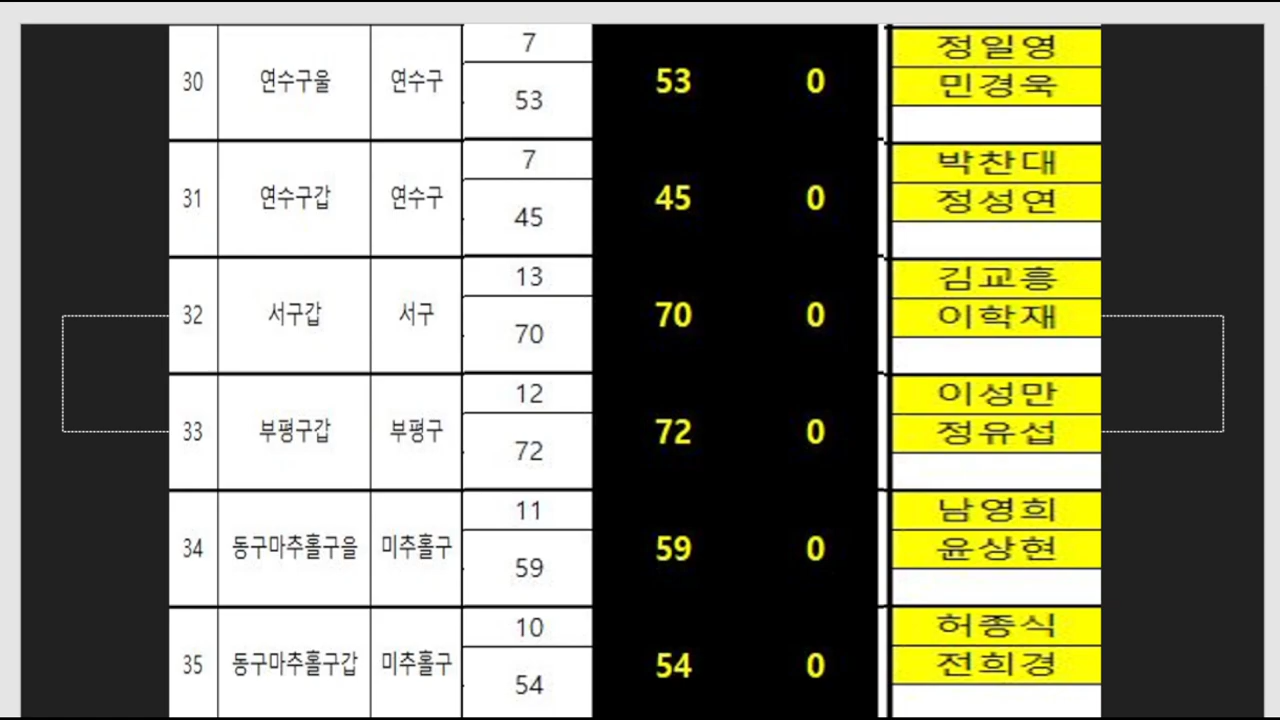 7 정일영
30 연수구울 연수구 53 0 민경욱
53
7 박찬대
31 연수구갑 연수구 45 0 정성연
45
13 김교흥
32 서구갑 서구 70 0 이학재
70
12 이성만
33 부평구갑 부평구 72 0 정유섭
72
11 남영희
34 동구마추홀구을 미추홀구 59 0 윤상현
59
10 허종식
35 동구마추홀구갑 미추홀구 54 0 전희경
54